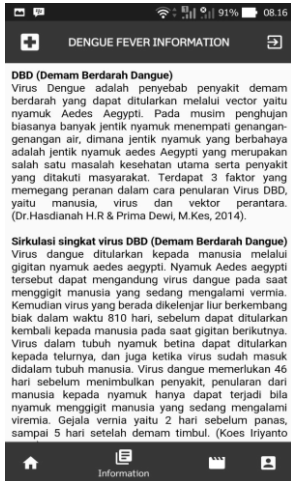 91% 08.16
DENGUE FEVER INFORMATION
DBD (Demam Berdarah Dangue)
Virus Dengue adalah penyebab penyakit demam
berdarah yang dapat ditularkan melalui vector yaitu
nyamuk Aedes Aegypti. Pada musim penghujan
biasanya banyak jentik nyamuk menempati genangan-
genangan air, dimana jentik nyamuk yang berbahaya
adalah jentik nyamuk aedes Aegypti yang merupakan
salah satu masalah kesehatan utama serta penyakit
yang ditakuti masyarakat. Terdapat 3 faktor yang
memegang peranan dalam cara penularan Virus DBD,
yaitu manusia, virus dan vektor perantara.
(Dr.Hasdianah H.R & Prima Dewi, M.Kes, 2014).
Sirkulasi singkat virus DBD (Demam Berdarah Dangue)
Virus dangue ditularkan kepada manusia melalui
gigitan nyamuk aedes aegypti. Nyamuk Aedes aegypti
tersebut dapat mengandung virus dangue pada saat
menggigit manusia yang sedang mengalami vermia.
Kemudian virus yang berada dikelenjar liur berkembang
biak dalam waktu 810 hari, sebelum dapat ditularkan
kembali kepada manusia pada saat gigitan berikutnya.
Virus dalam tubuh nyamuk betina dapat ditularkan
kepada telurnya, dan juga ketika virus sudah masuk
didalam tubuh manusia. Virus dangue memerlukan 46
hari sebelum menimbulkan penyakit, penularan dari
manusia kepada nyamuk hanya dapat terjadi bila
nyamuk menggigit manusia yang sedang mengalami
viremia. Gejala vernia yaitu 2 hari sebelum panas,
sampai 5 hari setelah demam timbul. (Koes Iriyanto
Information